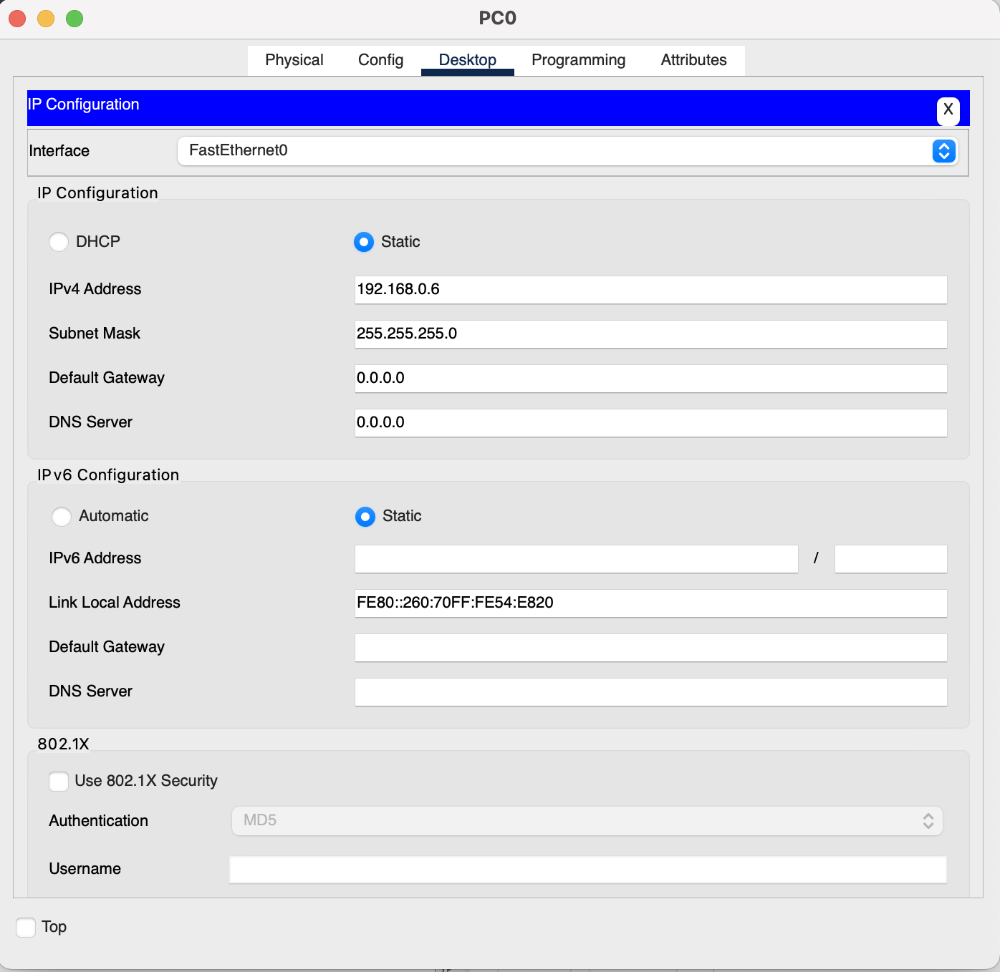 PC0
Physical Config Desktop Programming Attributes
IP Configuration
X
Interface FastEthernet0
IP Configuration
DHCP Static
IPv4 Address 192.168.0.6
Subnet Mask 255.255.255.0
Default Gateway 0.0.0.0
DNS Server 0.0.0.0
IPv6 Configuration
Automatic Static
IPv6 Address /
Link Local Address FE80::260:70FF:FE54:E820
Default Gateway
DNS Server
802.1X
Use 802.1X Security
Authentication MD5
Username
Top